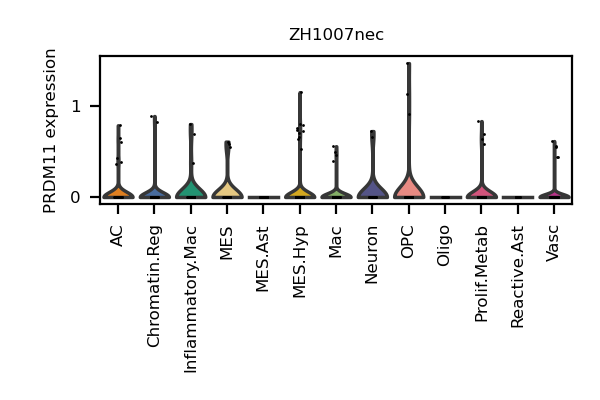 ZH1007nec
PRDM11 expression
1
0
AC
Chromatin.Reg
Inflammatory.Mac
MES
MES.Ast
MES.Hyp
Mac
Neuron
OPC
Oligo
Prolif.Metab
Reactive.Ast
Vasc